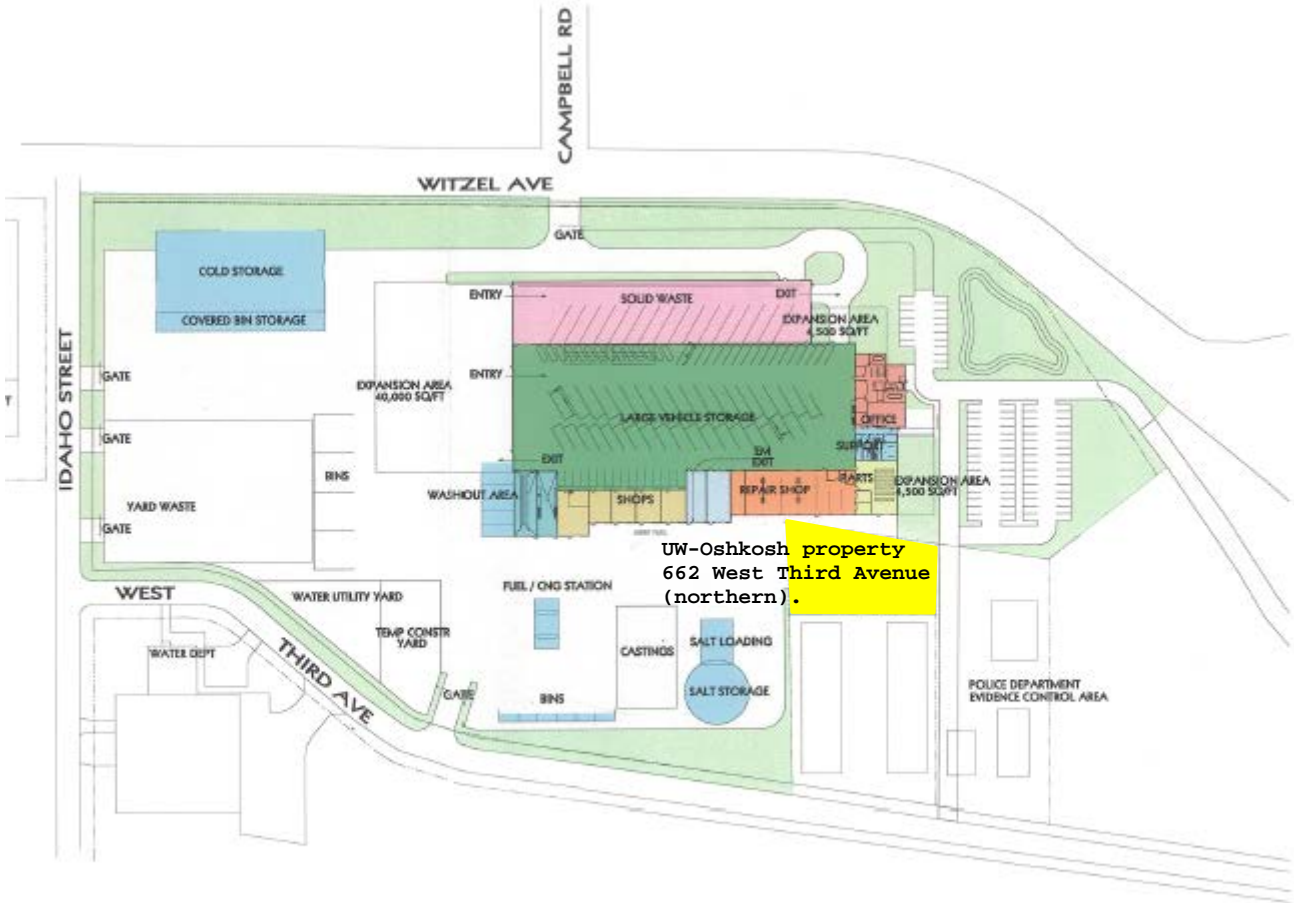 CAMPBELL RD
WITZEL AVE
GATE
COLD STORAGE
COVERED BIN STORAGE
ENTRY
SOLID WASTE
EXIT
EXPANSION AREA
4,500 SQ/FT
IDAHO STREET
GATE
ENTRY
EXPANSION AREA
40,000 SQ/FT
LARGE VEHICLE STORAGE
OFFICE
GATE
SUPPORT
EXIT
EM
EXIT
BINS
WASHOUT AREA
SHOPS
REPAIR SHOP
PARTS
EXPANSION AREA
4,500 SQ/FT
YARD WASTE
GATE
UW-Oshkosh property
662 West Third Avenue
(northern).
WEST
THIRD AVE
WATER UTILITY YARD
FUEL / CNG STATION
TEMP CONSTR
YARD
WATER DEPT
CASTINGS
SALT LOADING
SALT STORAGE
GATE
BINS
POLICE DEPARTMENT
EVIDENCE CONTROL AREA